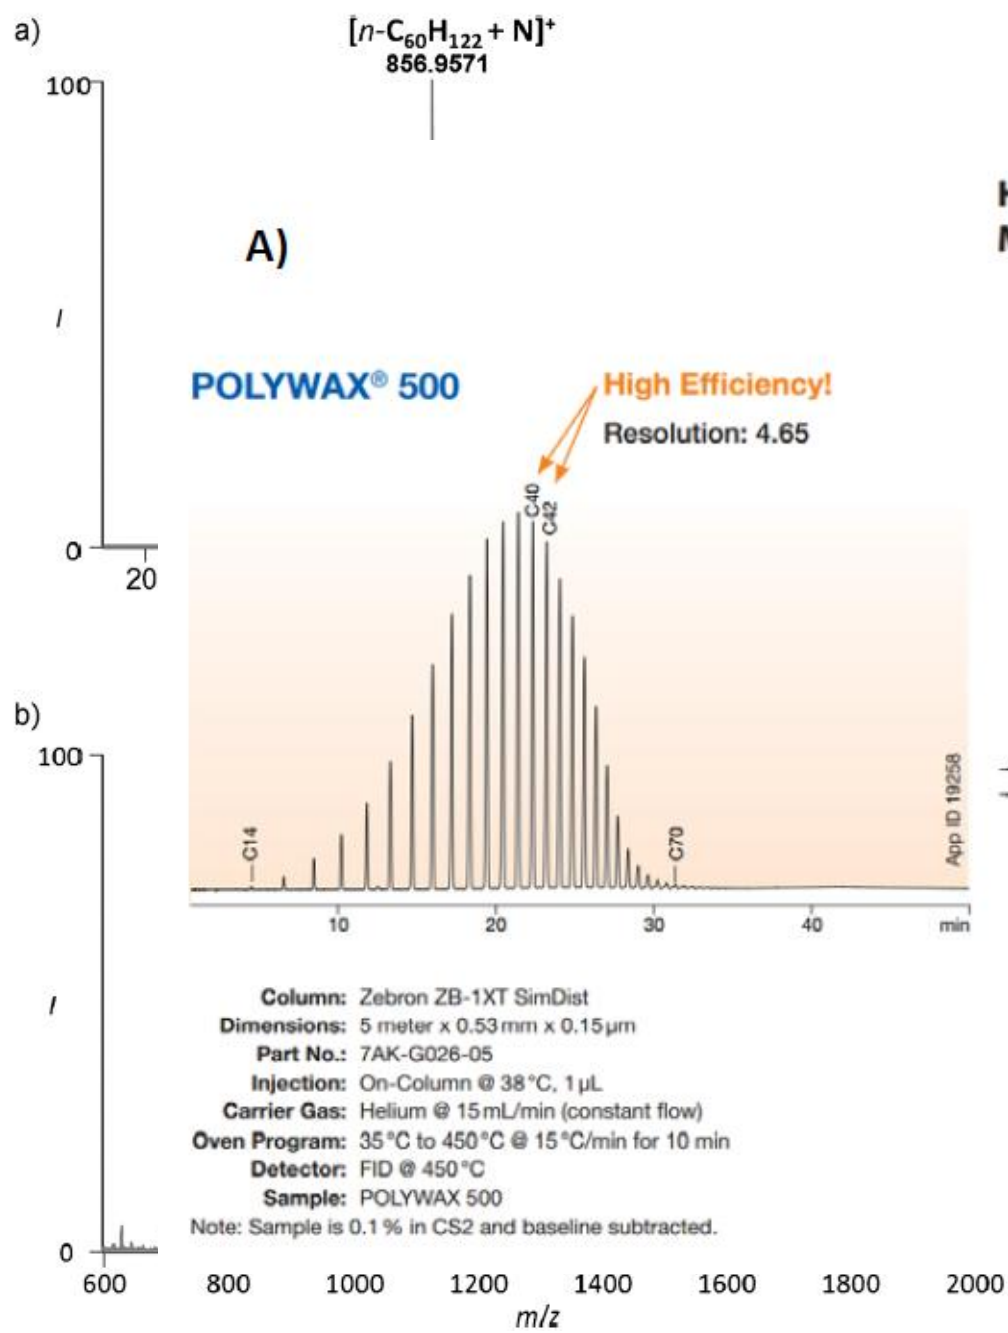 a)
[n-C₆₀H₁₂₂ + N]⁺
856.9571
100
A)
I
POLYWAX® 500
High Efficiency!
Resolution: 4.65
C40
C42
0
20
b)
100
C14
C70
App ID 19258
10 20 30 40 min
Column: Zebron ZB-1XT SimDist
Dimensions: 5 meter x 0.53 mm x 0.15 µm
Part No.: 7AK-G026-05
Injection: On-Column @ 38 °C, 1 µL
Carrier Gas: Helium @ 15 mL/min (constant flow)
Oven Program: 35 °C to 450 °C @ 15 °C/min for 10 min
Detector: FID @ 450 °C
Sample: POLYWAX 500
Note: Sample is 0.1 % in CS2 and baseline subtracted.
I
0
600 800 1000 1200 1400 1600 1800 2000
m/z